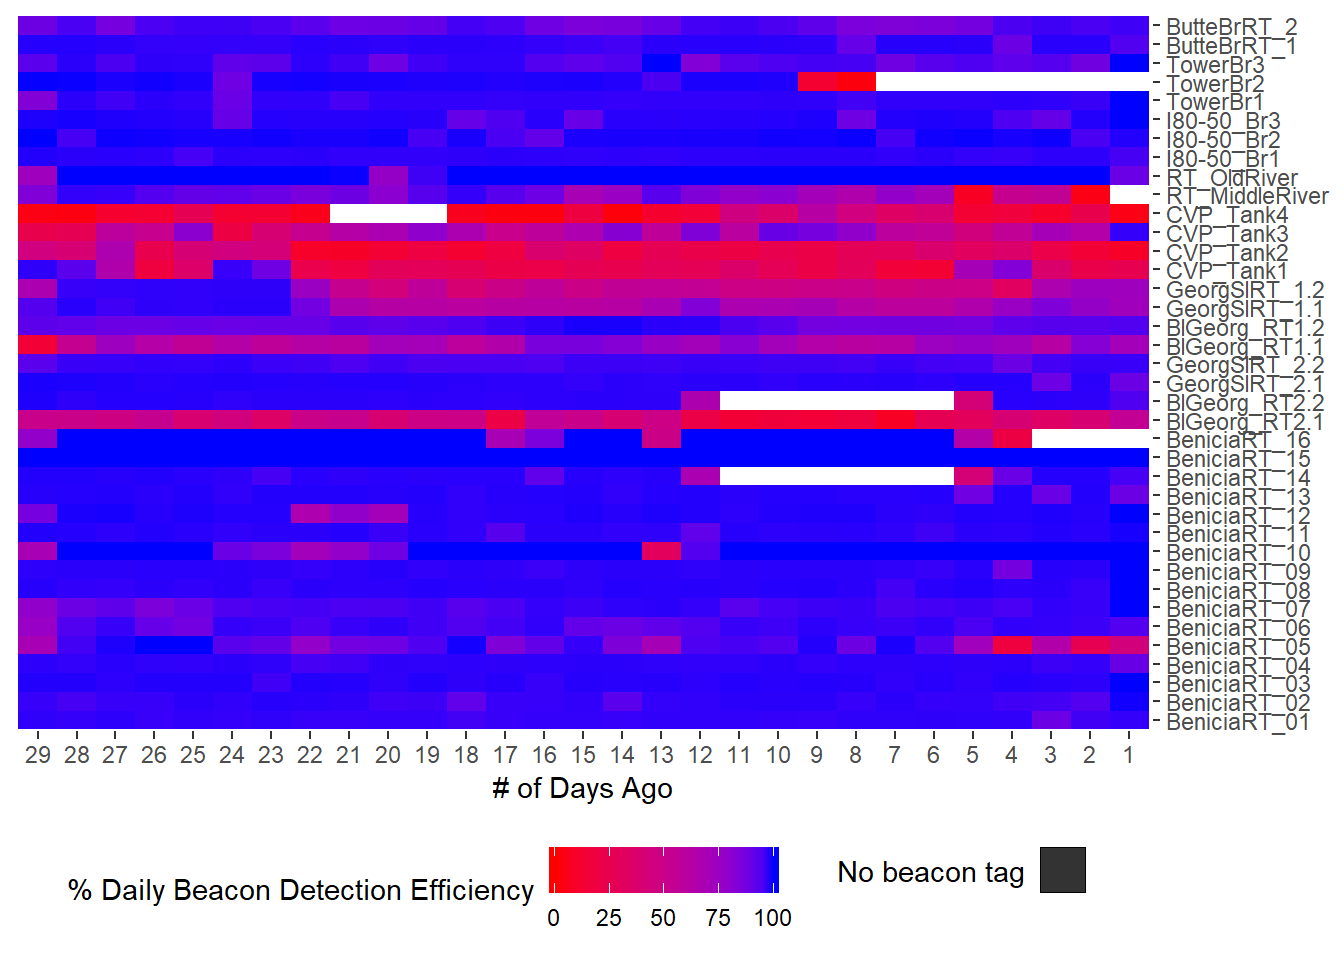 ButteBrRT_2
ButteBrRT_1
TowerBr3
TowerBr2
TowerBr1
I80-50_Br3
I80-50_Br2
I80-50_Br1
RT_OldRiver
RT_MiddleRiver
CVP_Tank4
CVP_Tank3
CVP_Tank2
CVP_Tank1
GeorgSlRT_1.2
GeorgSlRT_1.1
BlGeorg_RT1.2
BlGeorg_RT1.1
GeorgSlRT_2.2
GeorgSlRT_2.1
BlGeorg_RT2.2
BlGeorg_RT2.1
BeniciaRT_16
BeniciaRT_15
BeniciaRT_14
BeniciaRT_13
BeniciaRT_12
BeniciaRT_11
BeniciaRT_10
BeniciaRT_09
BeniciaRT_08
BeniciaRT_07
BeniciaRT_06
BeniciaRT_05
BeniciaRT_04
BeniciaRT_03
BeniciaRT_02
BeniciaRT_01
29 28 27 26 25 24 23 22 21 20 19 18 17 16 15 14 13 12 11 10 9 8 7 6 5 4 3 2 1
# of Days Ago
% Daily Beacon Detection Efficiency
0 25 50 75 100
No beacon tag